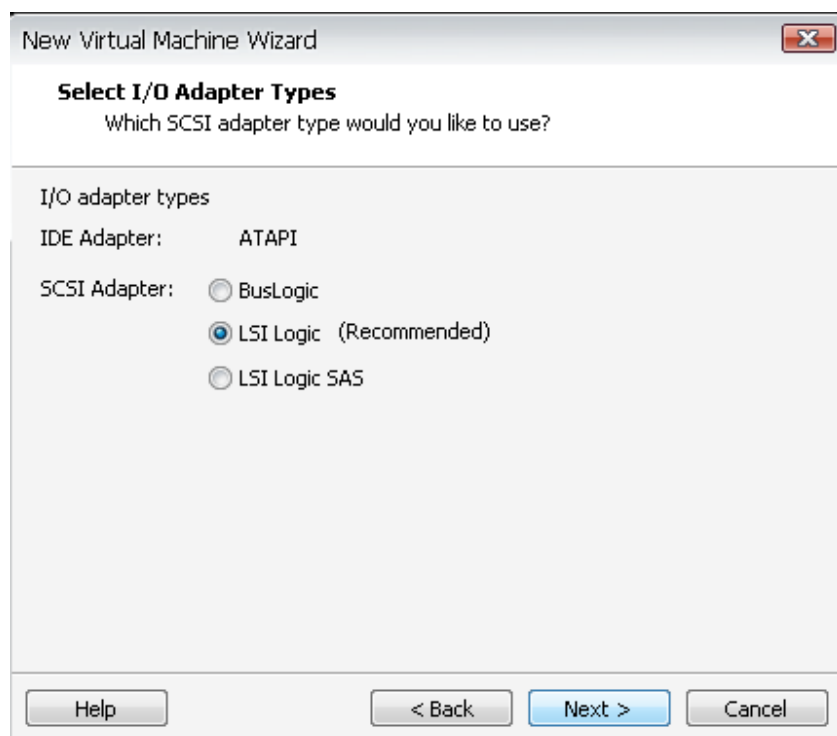 New Virtual Machine Wizard
Select I/O Adapter Types
Which SCSI adapter type would you like to use?
I/O adapter types
IDE Adapter: ATAPI
SCSI Adapter: BusLogic
LSI Logic (Recommended)
LSI Logic SAS
Help < Back Next > Cancel